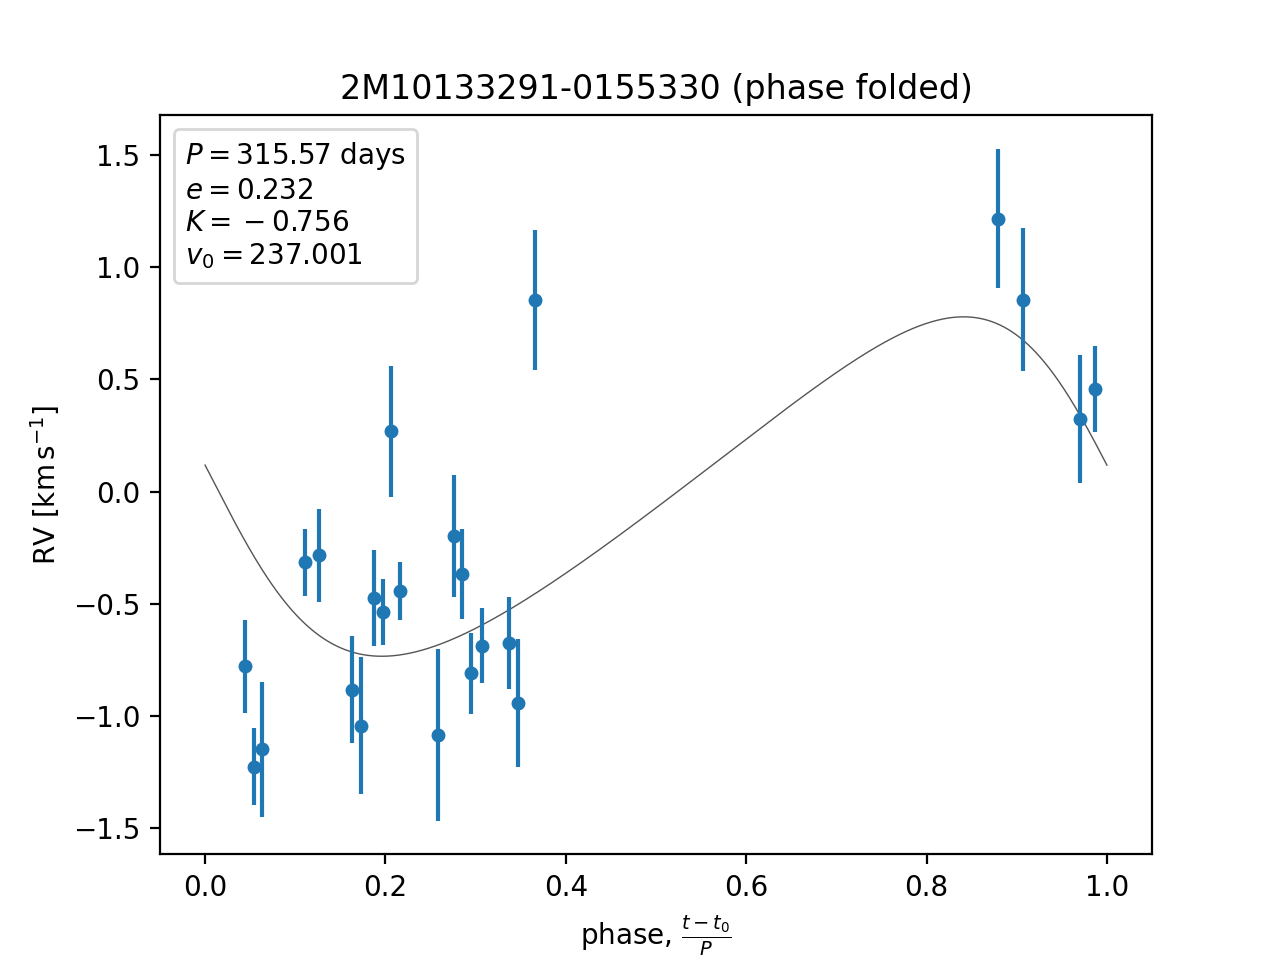 2M10133291-0155330 (phase folded)
P = 315.57 days
e = 0.232
K = −0.756
v₀ = 237.001
RV [km s⁻¹]
1.5
1.0
0.5
0.0
−0.5
−1.0
−1.5
0.0 0.2 0.4 0.6 0.8 1.0
phase, (t − t₀)/P